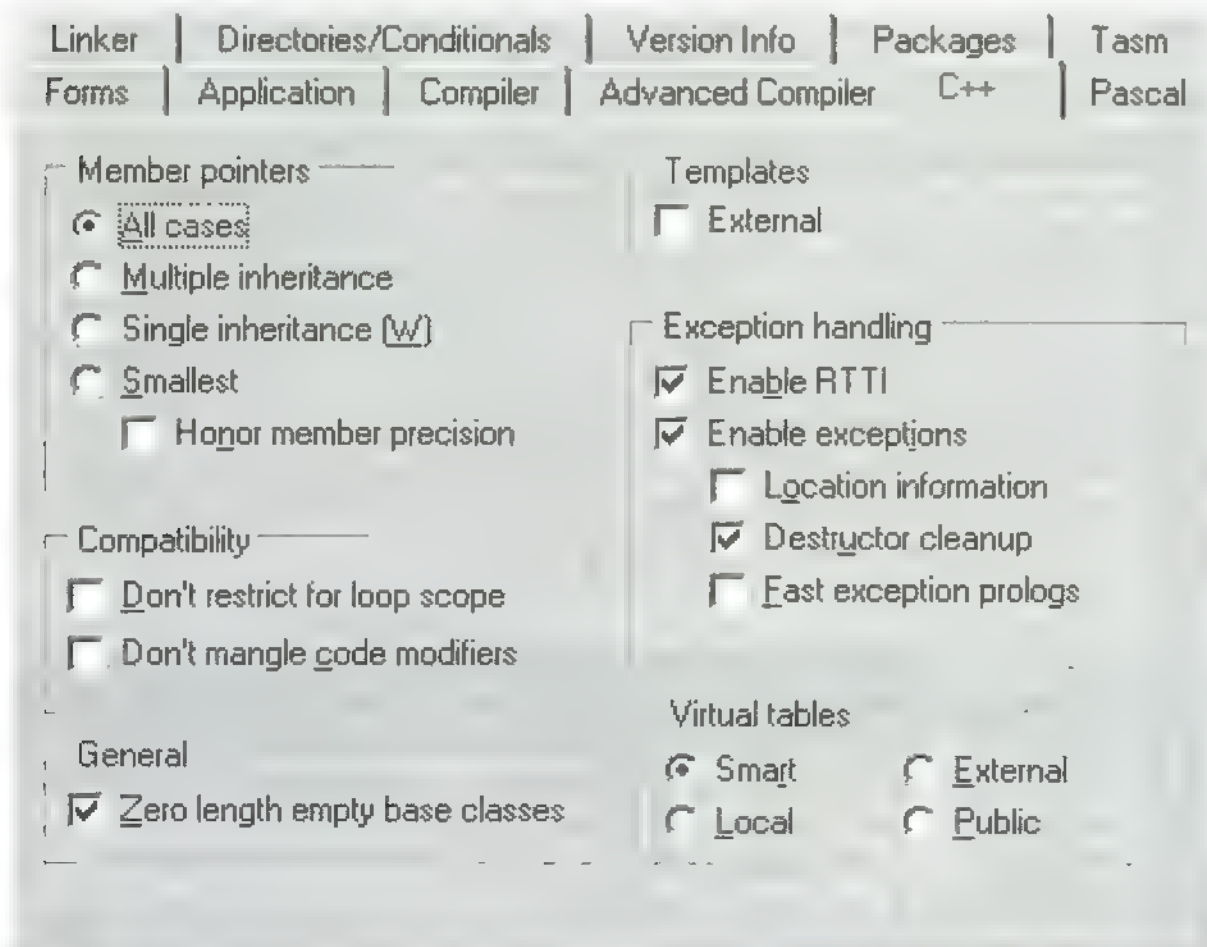 Linker Directories/Conditionals Version Info Packages Tasm
Forms Application Compiler Advanced Compiler C++ Pascal
Member pointers
All cases
Multiple inheritance
Single inheritance (W)
Smallest
Honor member precision
Compatibility
Don't restrict for loop scope
Don't mangle code modifiers
General
Zero length empty base classes
Templates
External
Exception handling
Enable RTTI
Enable exceptions
Location information
Destructor cleanup
Fast exception prologs
Virtual tables
Smart External
Local Public